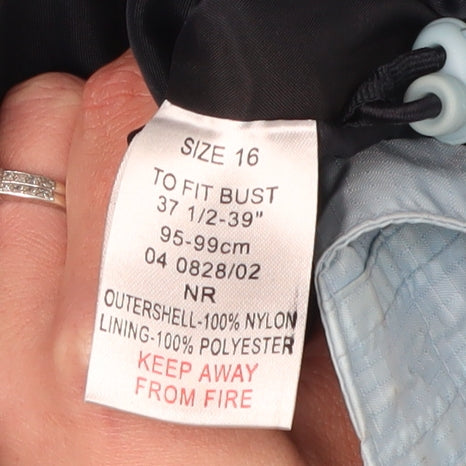 SIZE 16
TO FIT BUST
37 1/2-39"
95-99cm
04 0828/02
NR
OUTERSHELL-100% NYLON
LINING-100% POLYESTER
KEEP AWAY
FROM FIRE